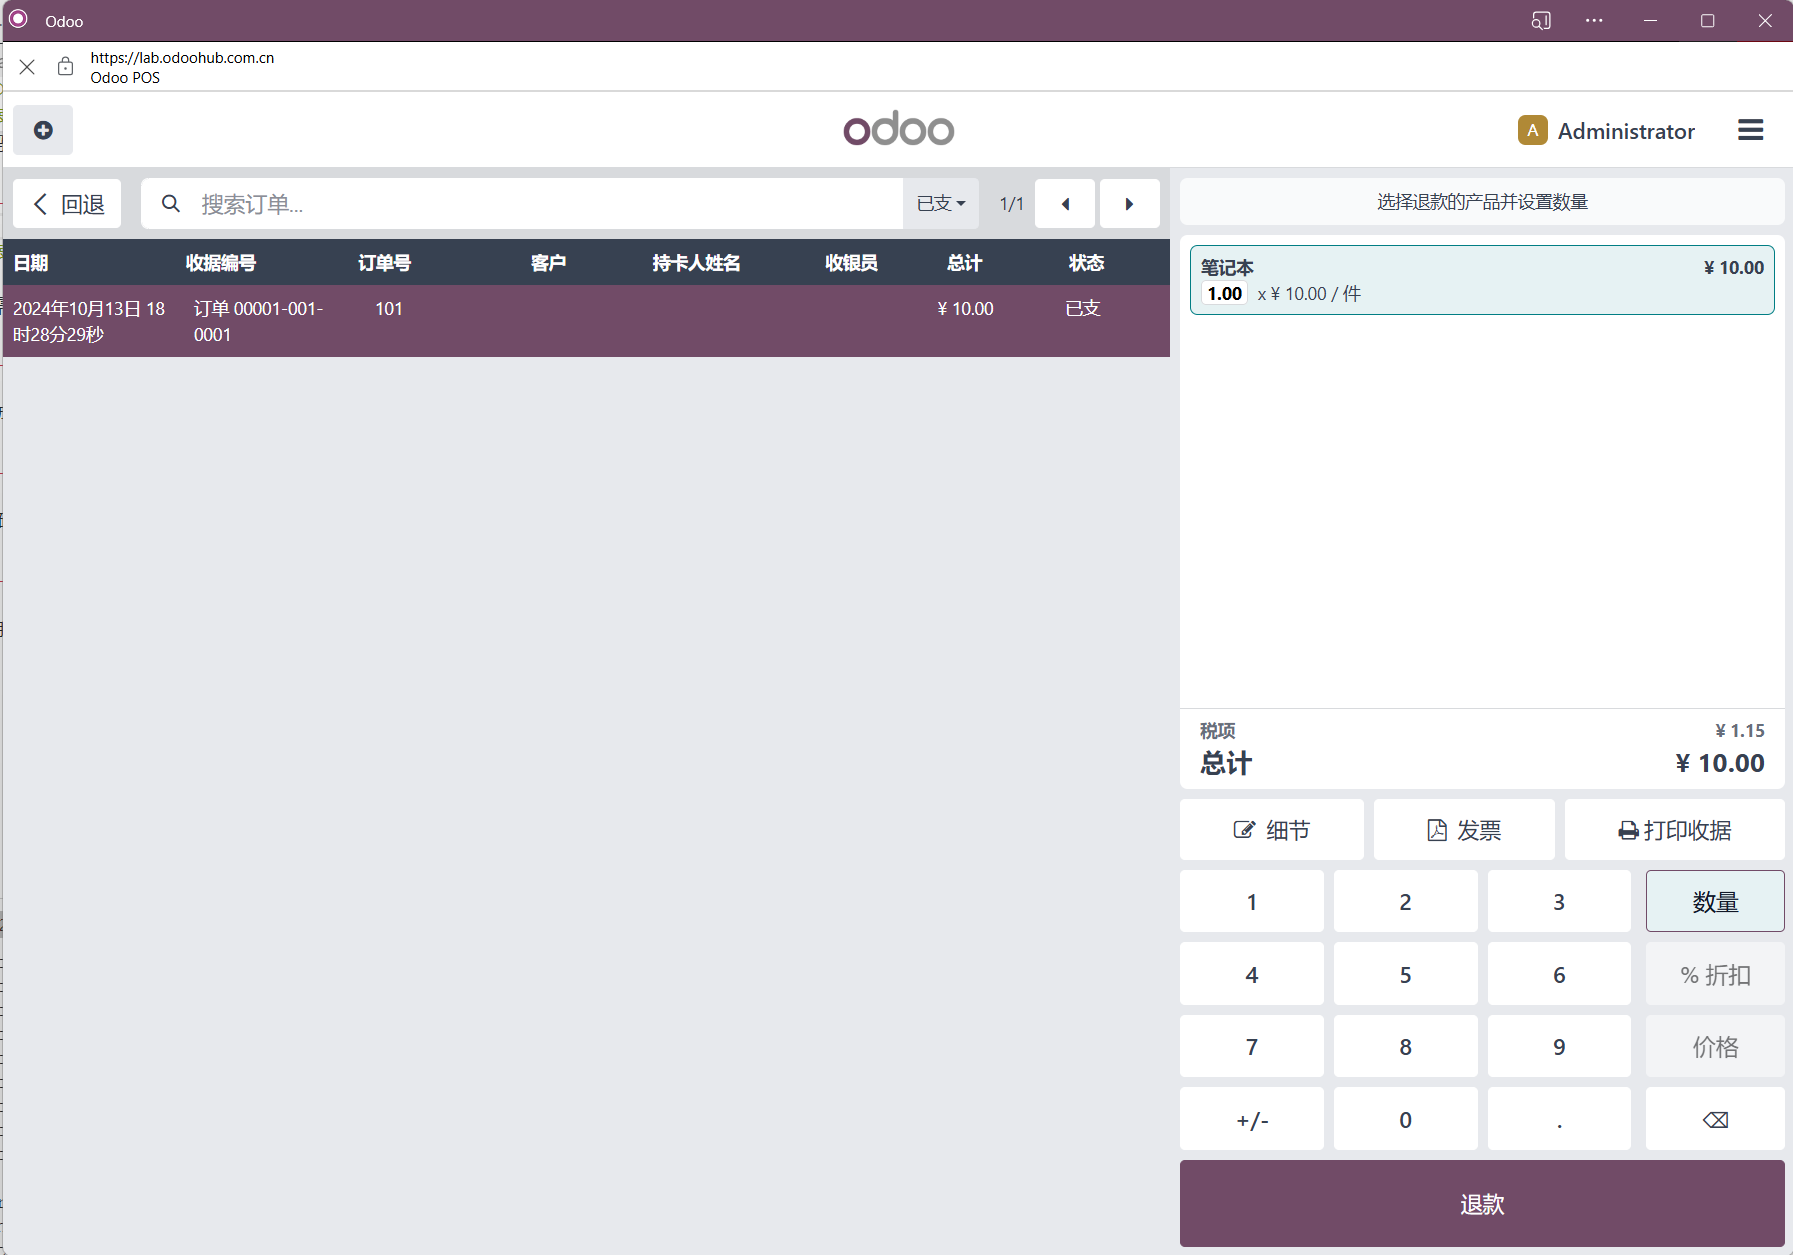 Odoo
https://lab.odoohub.com.cn
Odoo POS
odoo
A Administrator
回退
搜索订单...
已支
1/1
选择退款的产品并设置数量
日期 收据编号 订单号 客户 持卡人姓名 收银员 总计 状态
2024年10月13日 18 订单 00001-001- 101 ¥ 10.00 已支
时28分29秒 0001
笔记本 ¥ 10.00
1.00 x ¥ 10.00 / 件
税项 ¥ 1.15
总计 ¥ 10.00
细节 发票 打印收据
1 2 3 数量
4 5 6 % 折扣
7 8 9 价格
+/- 0 .
退款